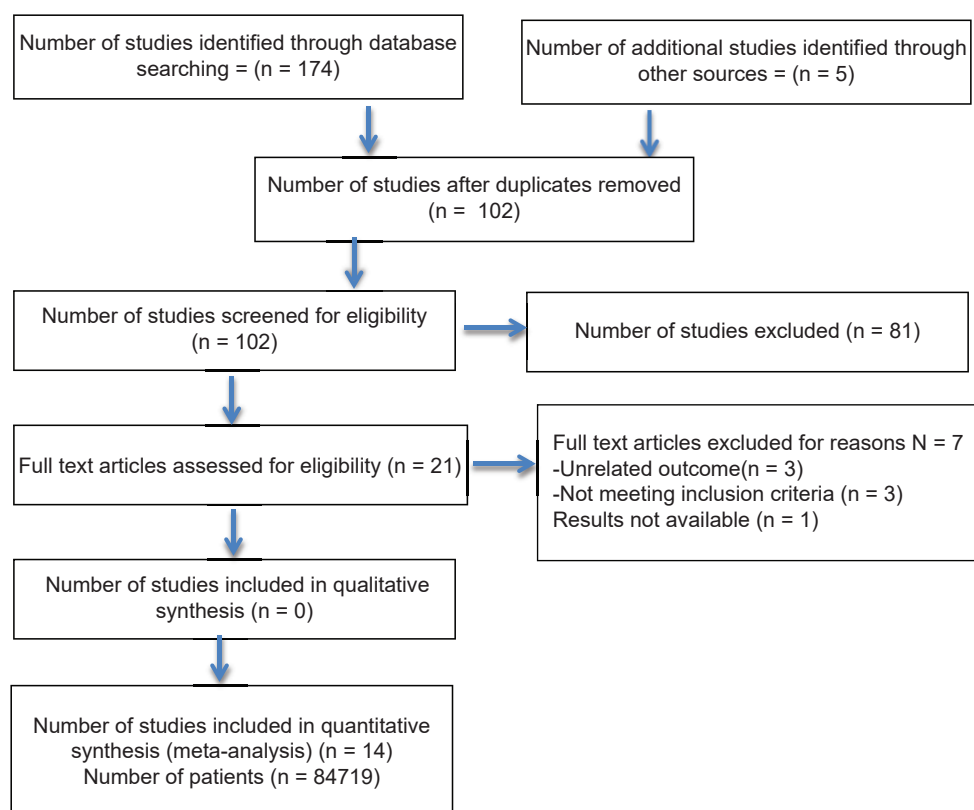 Number of studies identified through database
searching = (n = 174)
Number of additional studies identified through
other sources = (n = 5)
Number of studies after duplicates removed
(n = 102)
Number of studies screened for eligibility
(n = 102)
Number of studies excluded (n = 81)
Full text articles assessed for eligibility (n = 21)
Full text articles excluded for reasons N = 7
-Unrelated outcome(n = 3)
-Not meeting inclusion criteria (n = 3)
Results not available (n = 1)
Number of studies included in qualitative
synthesis (n = 0)
Number of studies included in quantitative
synthesis (meta-analysis) (n = 14)
Number of patients (n = 84719)